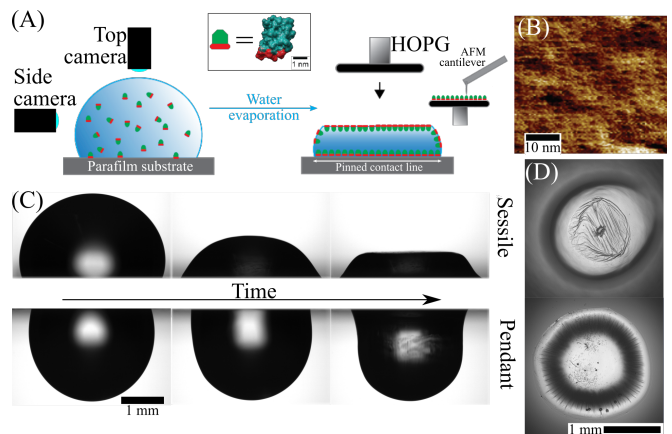 (A)
Top
camera
Side
camera
=
1 nm
HOPG
AFM
cantilever
Water
evaporation
Parafilm substrate
Pinned contact line
(B)
10 nm
(C)
Sessile
Time
Pendant
1 mm
(D)
1 mm